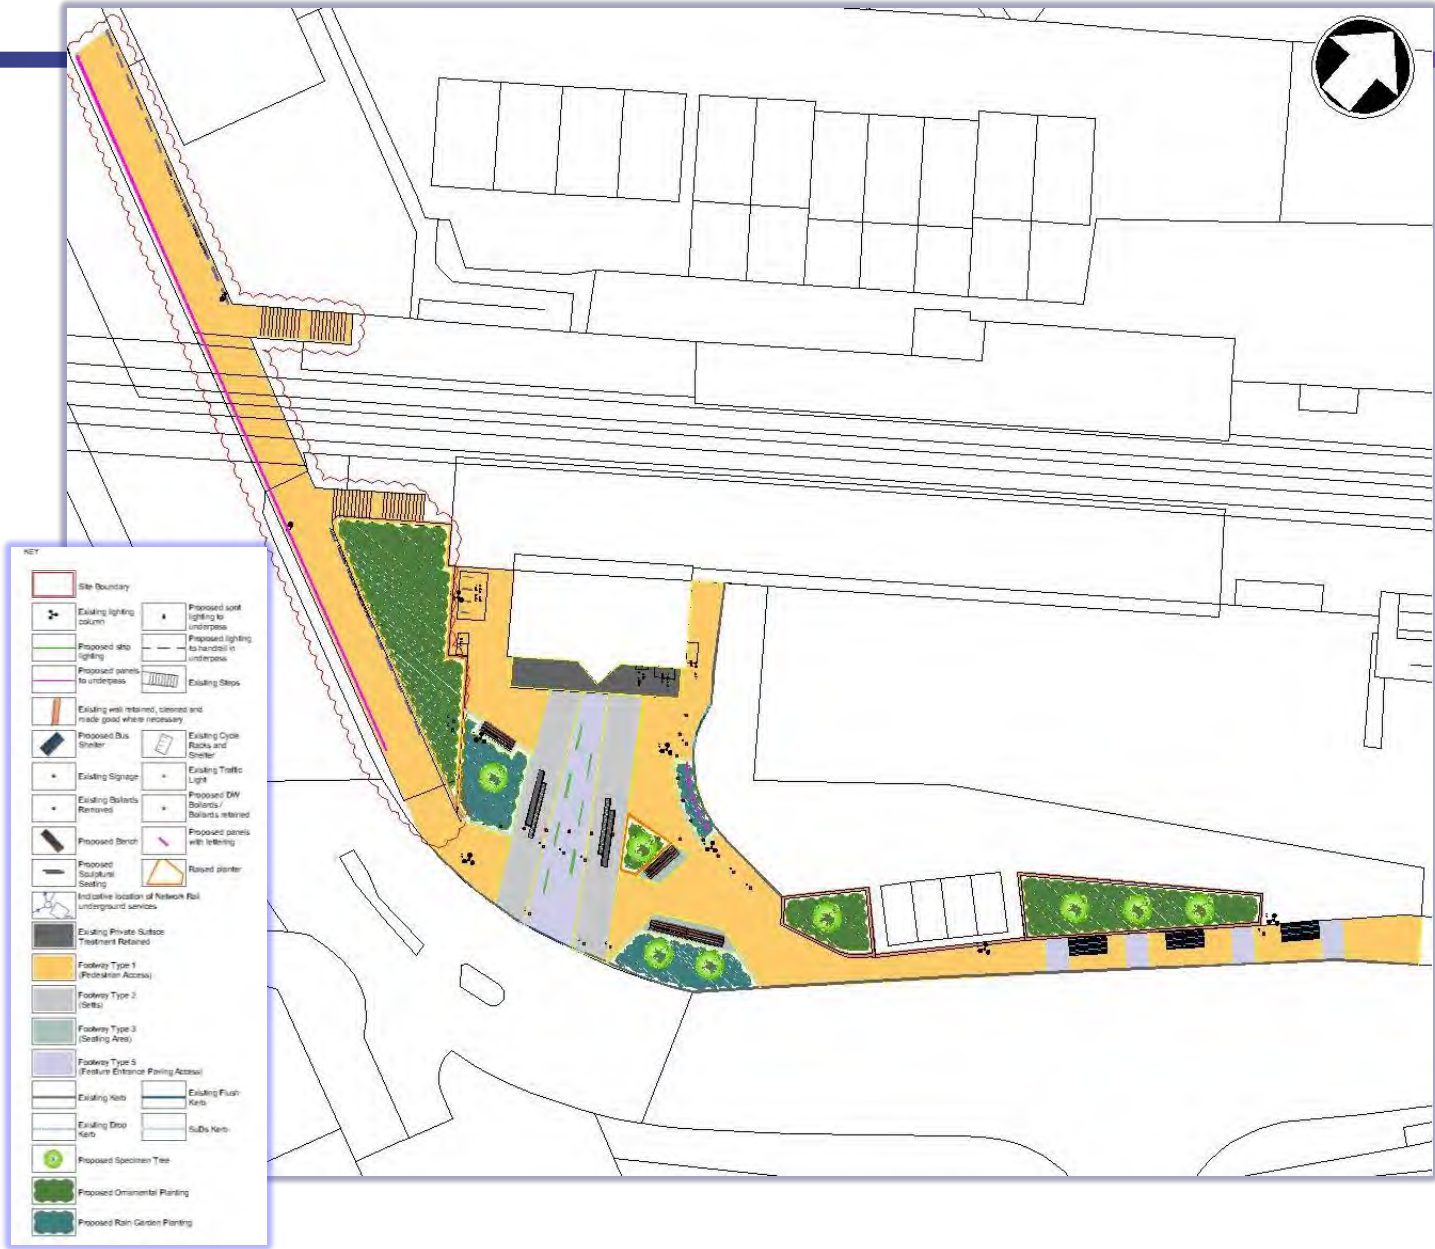 KEY
Site Boundary
Existing lighting
column
Proposed spot
lighting to
underpass
Proposed strip
lighting
Proposed lighting
to handrail in
underpass
Proposed panels
to underpass
Existing Steps
Existing wall retained, cleaned and
made good where necessary
Proposed Bus
Shelter
Existing Cycle
Racks and
Shelter
Existing Signage
Existing Traffic
Light
Existing Bollards
Removed
Proposed DW
Bollards /
Bollards retained
Proposed Bench
Proposed panels
with lettering
Proposed
Sculptural
Seating
Raised planter
Indicative location of Network Rail
underground services
Existing Private Surface
Treatment Retained
Footway Type 1
(Pedestrian Access)
Footway Type 2
(Setts)
Footway Type 3
(Seating Area)
Footway Type 5
(Feature Entrance Paving Access)
Existing Kerb
Existing Flush
Kerb
Existing Drop
Kerb
SuDs Kerb
Proposed Specimen Tree
Proposed Ornamental Planting
Proposed Rain Garden Planting